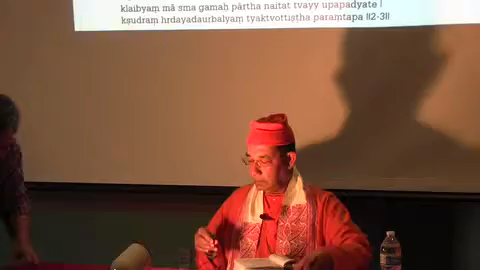 klaibyaṃ mā sma gamaḥ pārtha naitat tvayy upapadyate |
kṣudraṃ hṛdayadaurbalyaṃ tyaktvottiṣṭha paraṃtapa ॥2-3॥